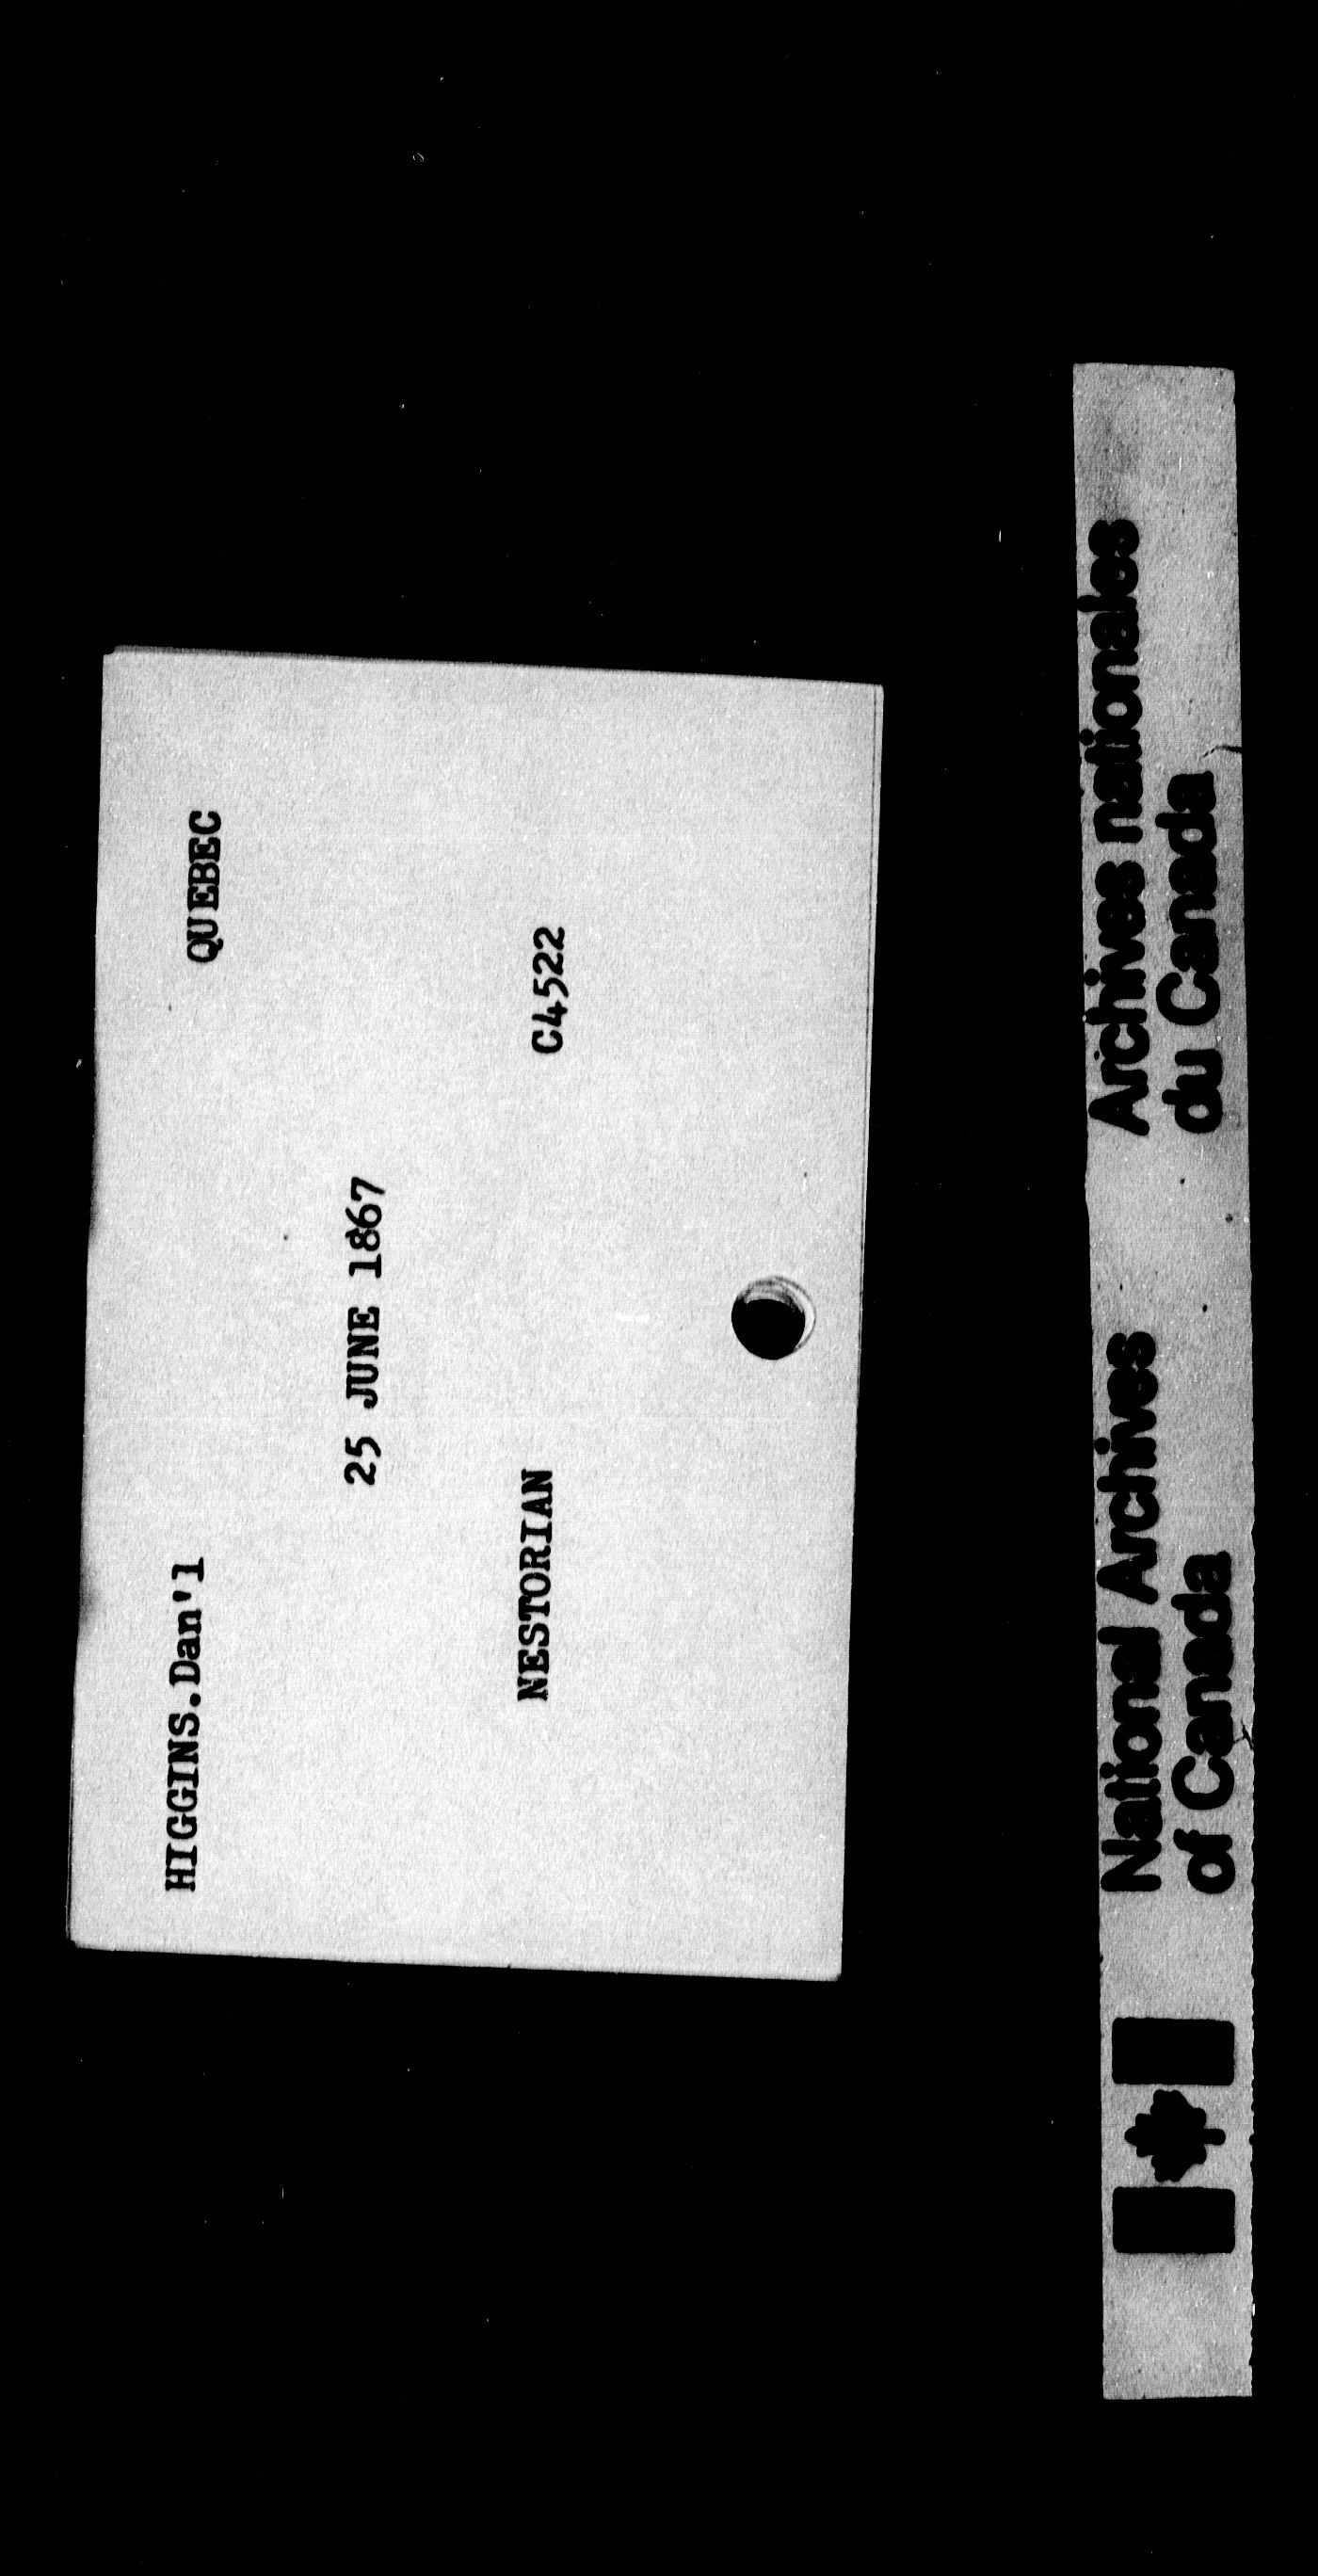 HIGGINS.Dan'l QUEBEC
25 JUNE 1867
NESTORIAN C4522
National Archives Archives nationales
of Canada du Canada